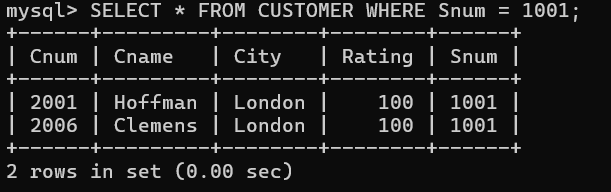 mysql> SELECT * FROM CUSTOMER WHERE Snum = 1001;
+------+---------+--------+--------+------+
| Cnum | Cname   | City   | Rating | Snum |
+------+---------+--------+--------+------+
| 2001 | Hoffman | London |    100 | 1001 |
| 2006 | Clemens | London |    100 | 1001 |
+------+---------+--------+--------+------+
2 rows in set (0.00 sec)